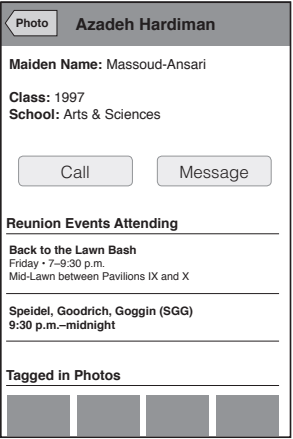 Photo
Azadeh Hardiman
Maiden Name: Massoud-Ansari
Class: 1997
School: Arts & Sciences
Call
Message
Reunion Events Attending
Back to the Lawn Bash
Friday • 7–9:30 p.m.
Mid-Lawn between Pavilions IX and X
Speidel, Goodrich, Goggin (SGG)
9:30 p.m.–midnight
Tagged in Photos